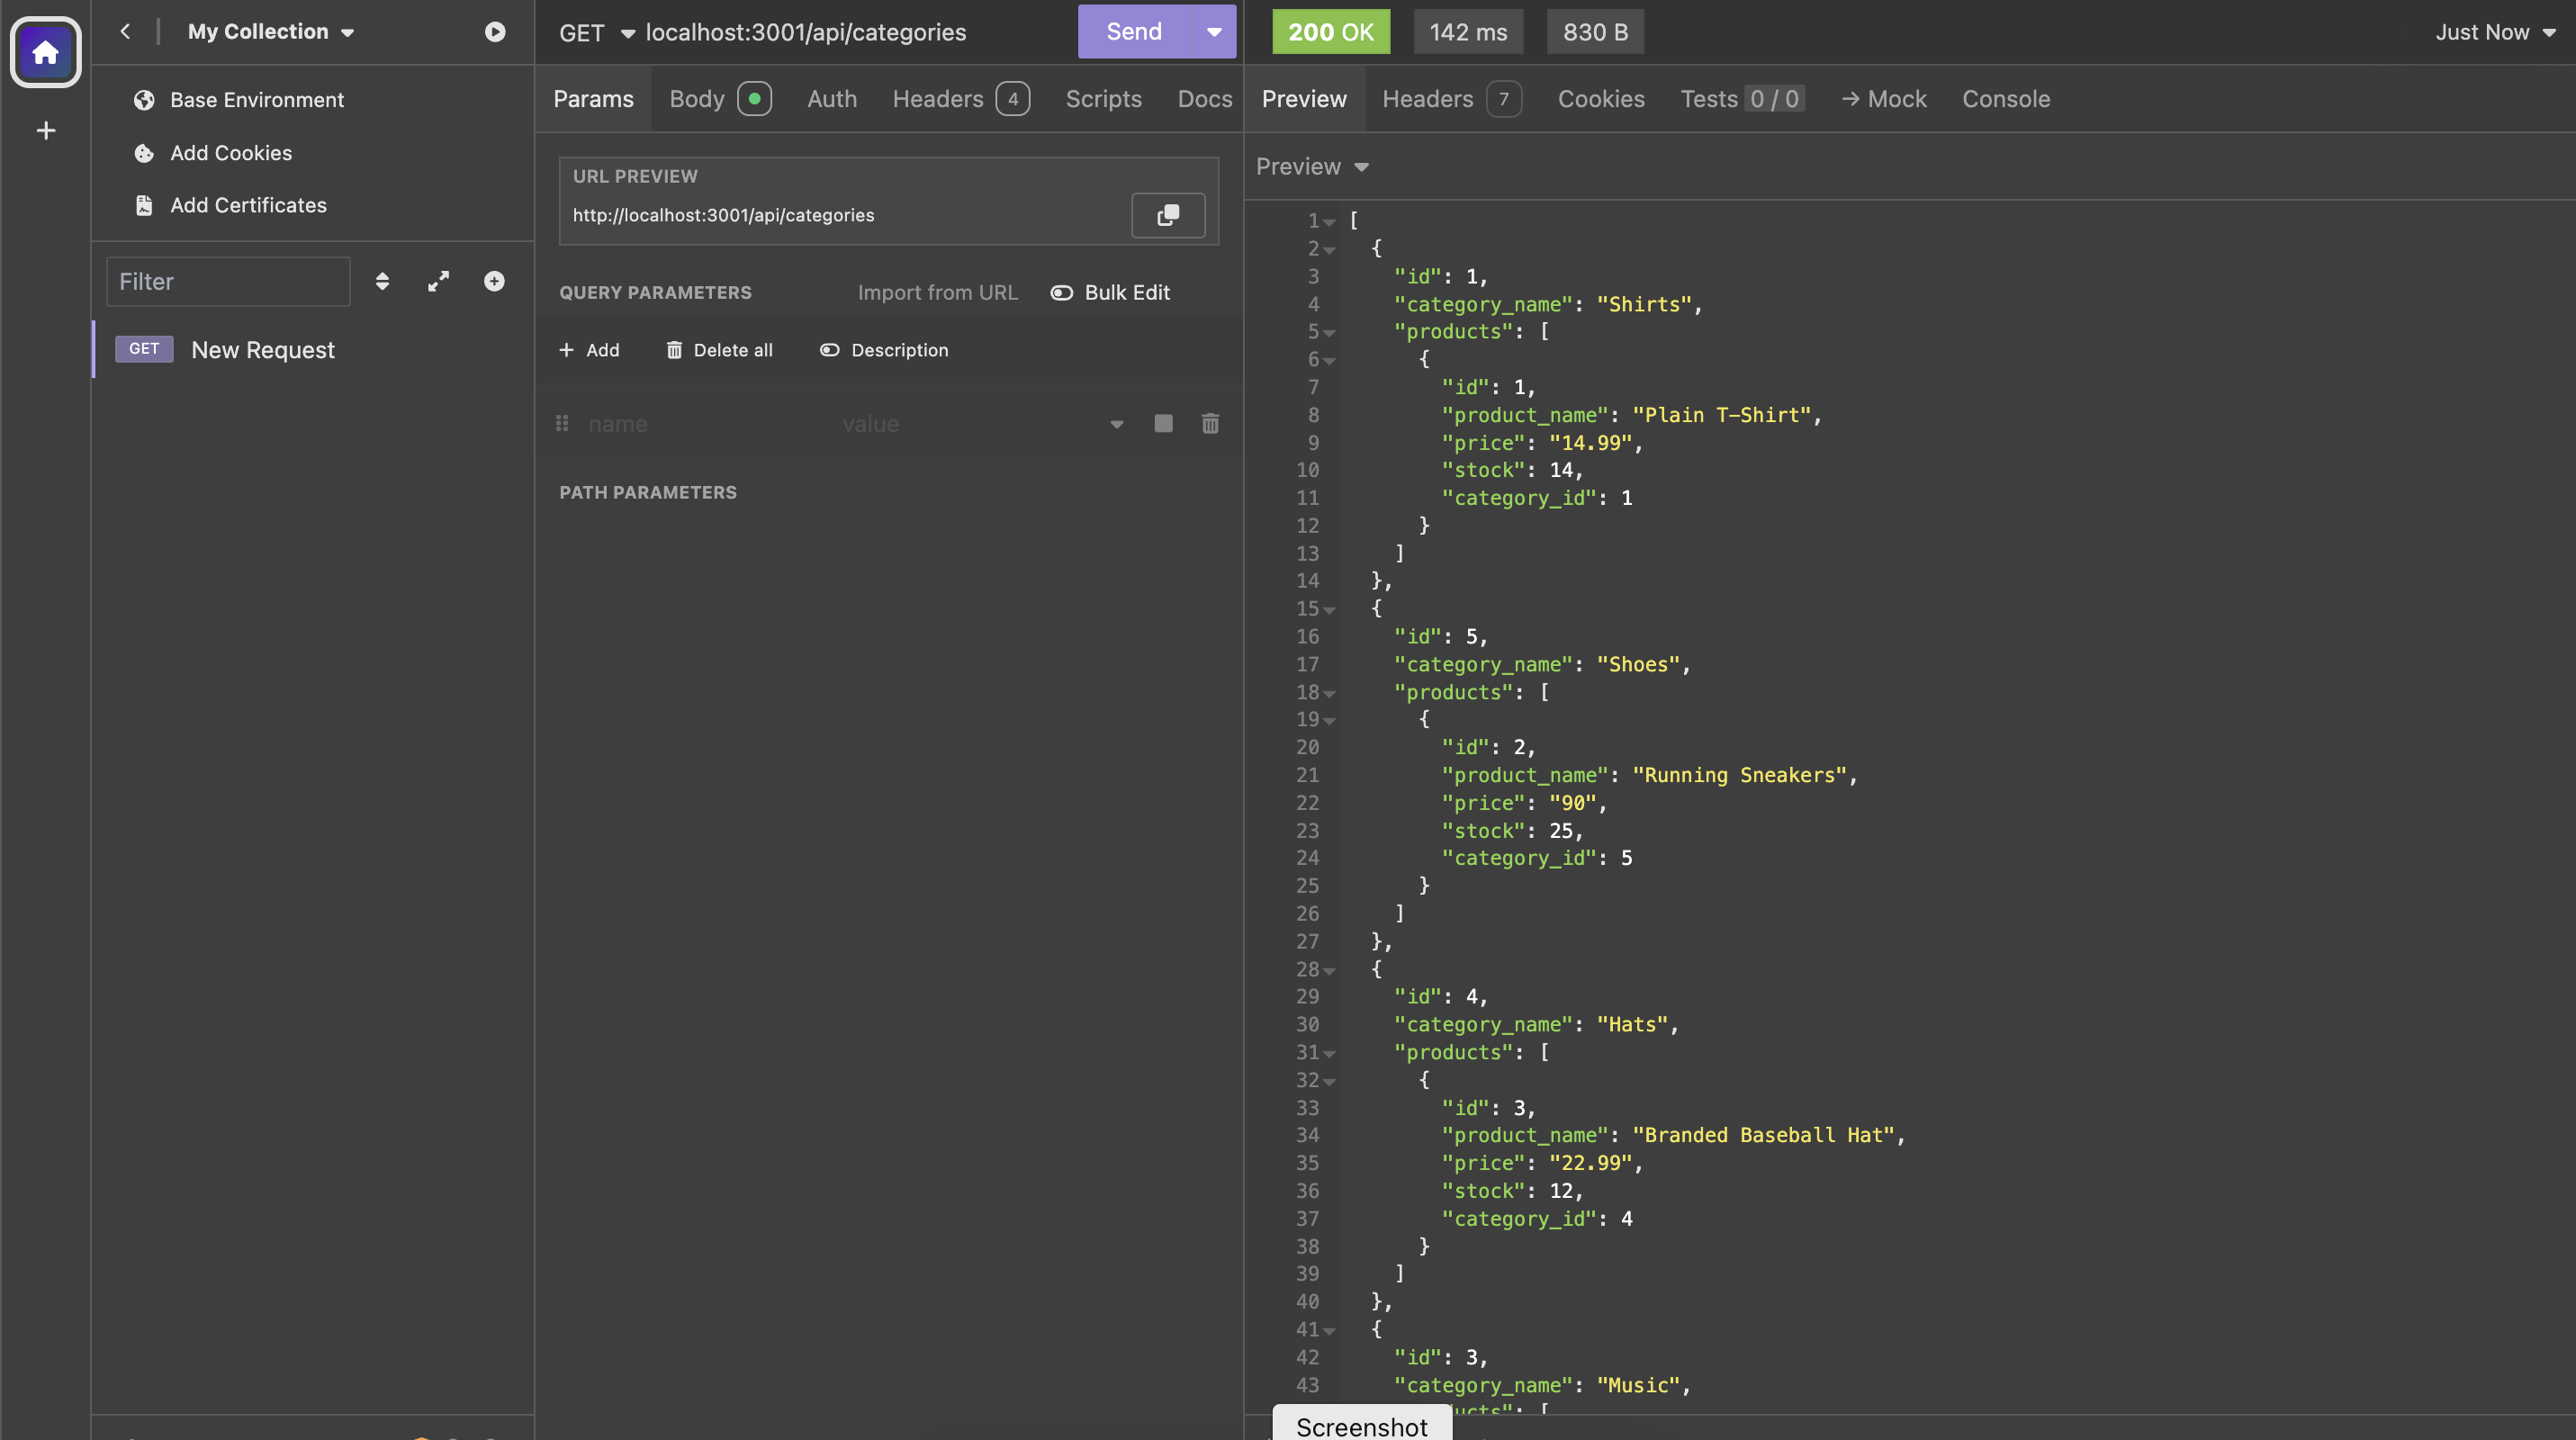 My Collection
Base Environment
Add Cookies
Add Certificates
Filter
GET New Request
GET localhost:3001/api/categories Send
Params Body Auth Headers 4 Scripts Docs
URL PREVIEW
http://localhost:3001/api/categories
QUERY PARAMETERS Import from URL Bulk Edit
+ Add Delete all Description
name value
PATH PARAMETERS
200 OK 142 ms 830 B Just Now
Preview Headers 7 Cookies Tests 0 / 0 → Mock Console
Preview
1 [
2 {
3 "id": 1,
4 "category_name": "Shirts",
5 "products": [
6 {
7 "id": 1,
8 "product_name": "Plain T-Shirt",
9 "price": "14.99",
10 "stock": 14,
11 "category_id": 1
12 }
13 ]
14 },
15 {
16 "id": 5,
17 "category_name": "Shoes",
18 "products": [
19 {
20 "id": 2,
21 "product_name": "Running Sneakers",
22 "price": "90",
23 "stock": 25,
24 "category_id": 5
25 }
26 ]
27 },
28 {
29 "id": 4,
30 "category_name": "Hats",
31 "products": [
32 {
33 "id": 3,
34 "product_name": "Branded Baseball Hat",
35 "price": "22.99",
36 "stock": 12,
37 "category_id": 4
38 }
39 ]
40 },
41 {
42 "id": 3,
43 "category_name": "Music",
Screenshot